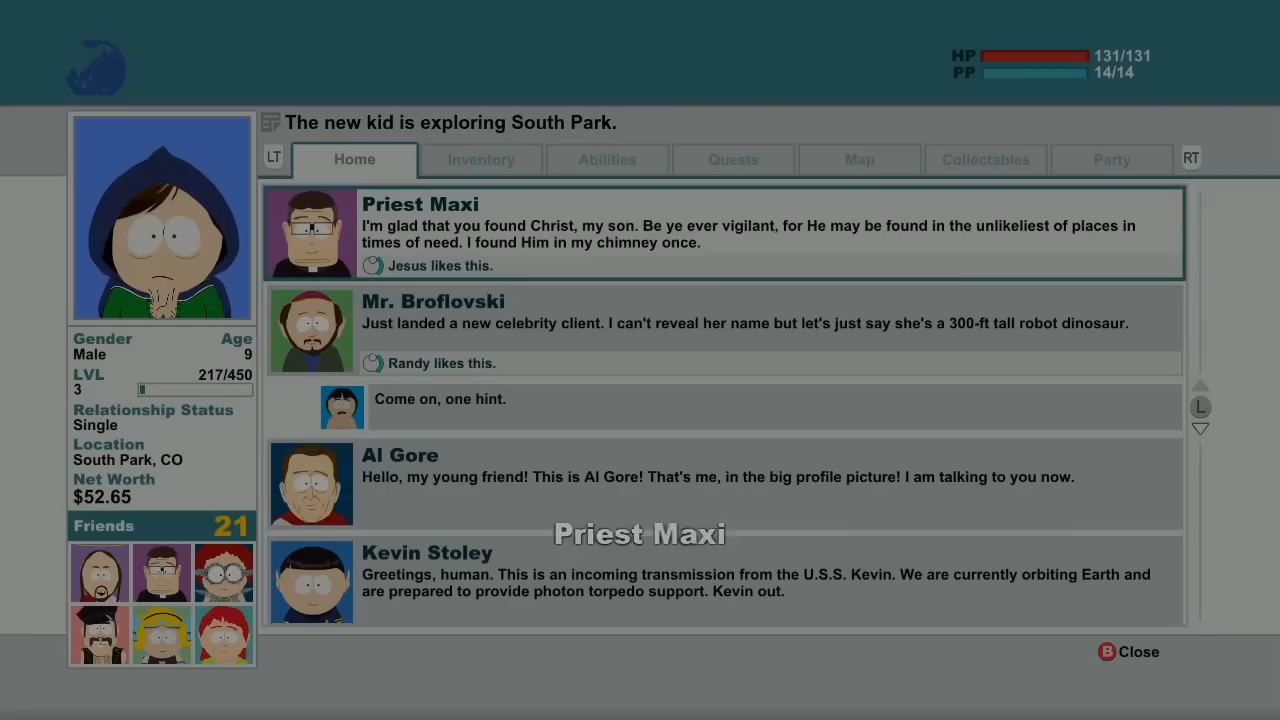 HP 131/131
PP 14/14
The new kid is exploring South Park.
LT Home Inventory Abilities Quests Map Collectables Party RT
Gender Age
Male 9
LVL 217/450
3
Relationship Status
Single
Location
South Park, CO
Net Worth
$52.65
Friends 21
Priest Maxi
I'm glad that you found Christ, my son. Be ye ever vigilant, for He may be found in the unlikeliest of places in
times of need. I found Him in my chimney once.
Jesus likes this.
Mr. Broflovski
Just landed a new celebrity client. I can't reveal her name but let's just say she's a 300-ft tall robot dinosaur.
Randy likes this.
Come on, one hint.
L
Al Gore
Hello, my young friend! This is Al Gore! That's me, in the big profile picture! I am talking to you now.
Priest Maxi
Kevin Stoley
Greetings, human. This is an incoming transmission from the U.S.S. Kevin. We are currently orbiting Earth and
are prepared to provide photon torpedo support. Kevin out.
B Close